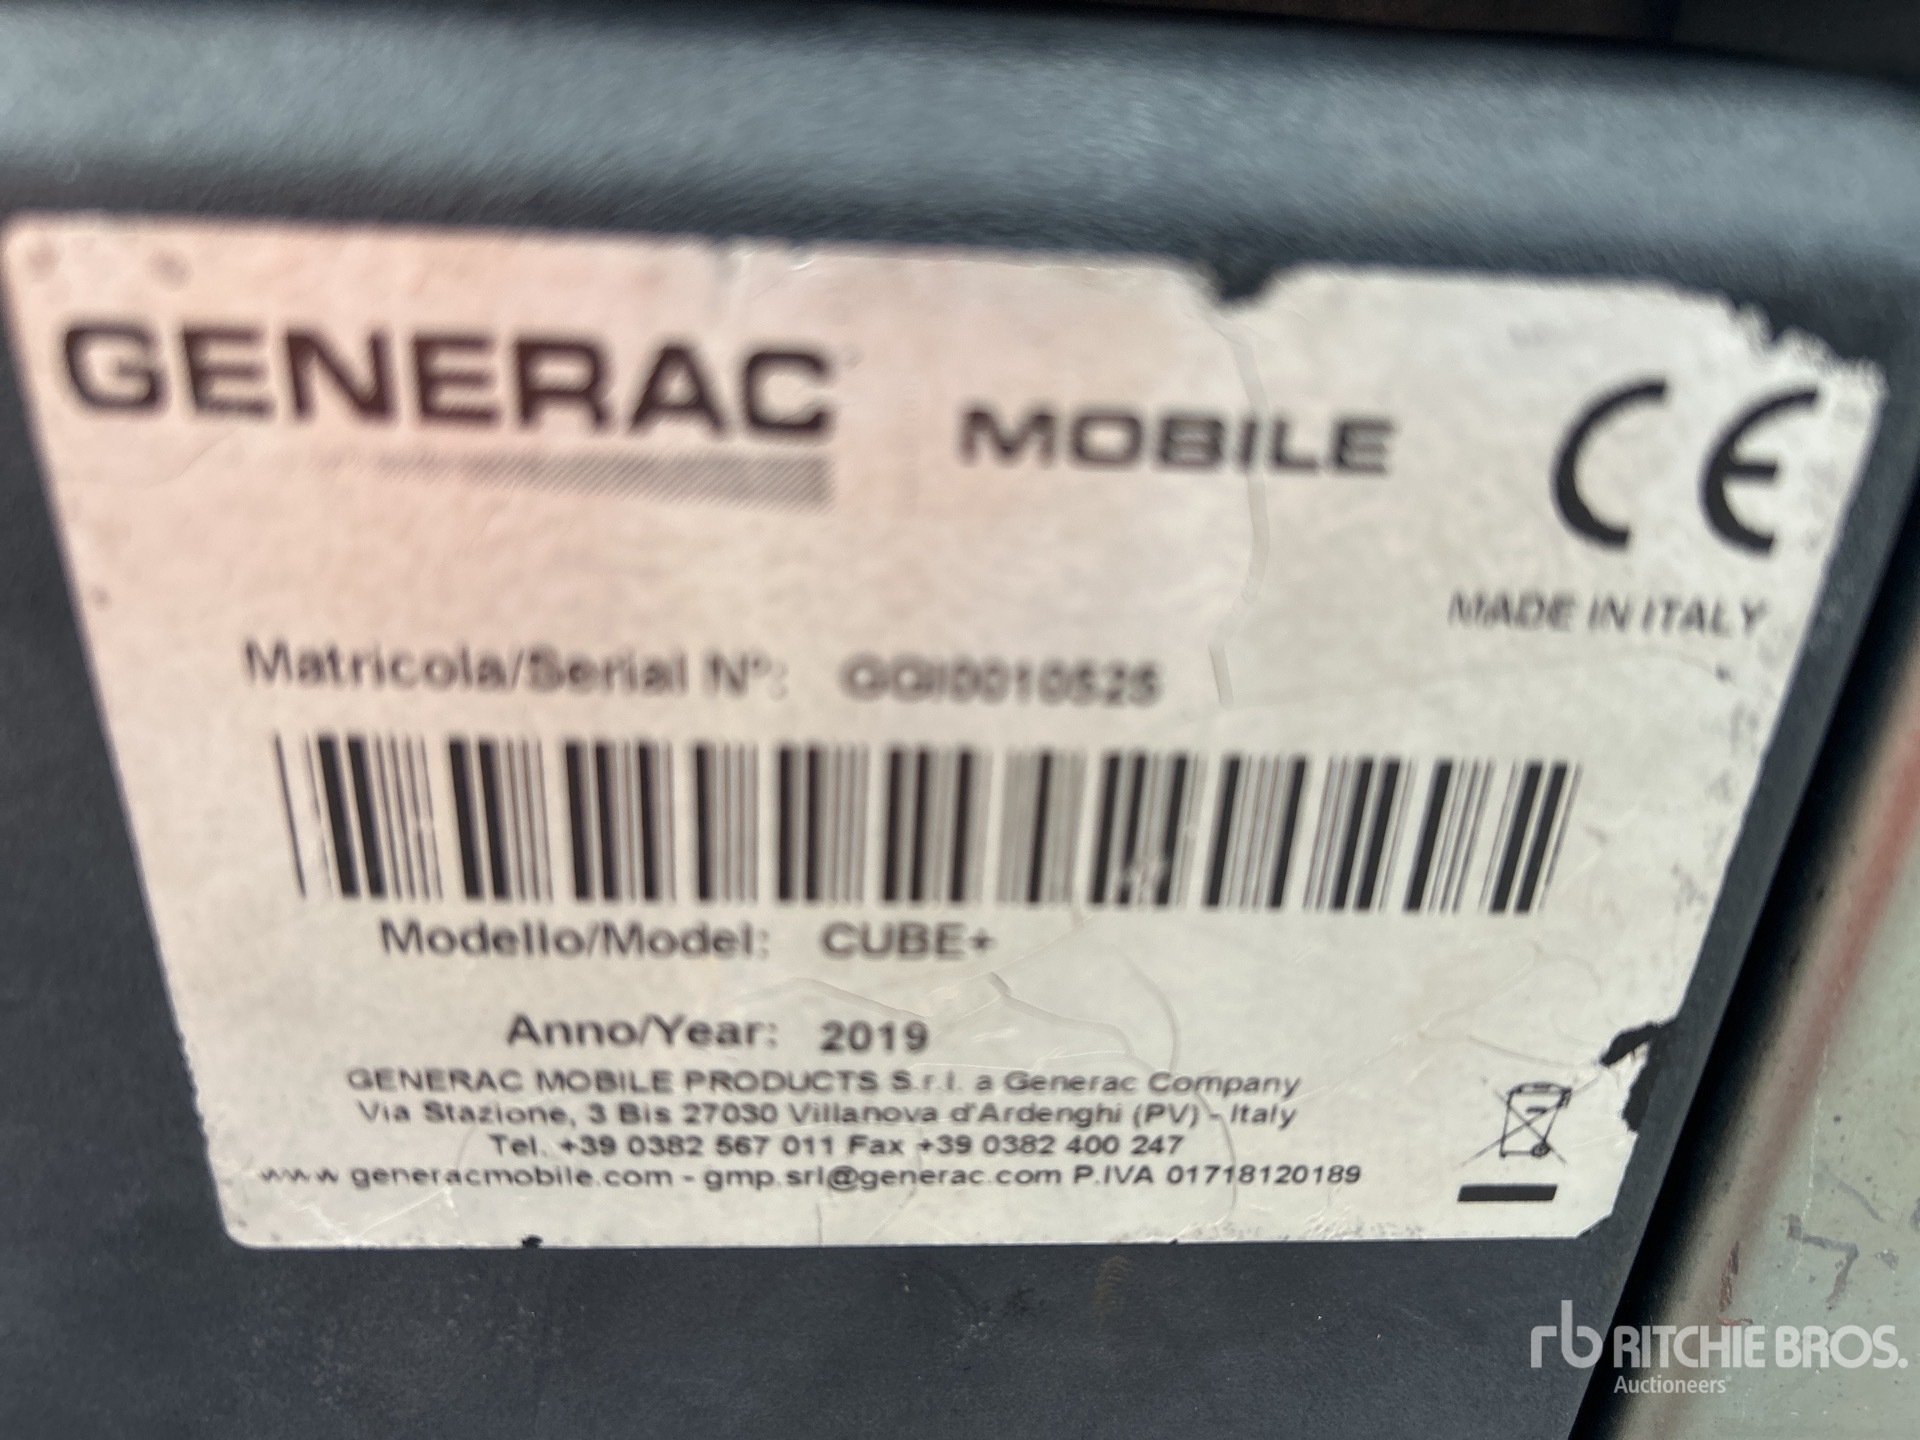 GENERAC MOBILE CE
MADE IN ITALY
Matricola/Serial N°: GGI0010525
Modello/Model: CUBE+
Anno/Year: 2019
GENERAC MOBILE PRODUCTS S.r.l. a Generac Company
Via Stazione, 3 Bis 27030 Villanova d'Ardenghi (PV) - Italy
Tel. +39 0382 567 011 Fax +39 0382 400 247
www.generacmobile.com - gmp.srl@generac.com P.IVA 01718120189
rb RITCHIE BROS.
Auctioneers